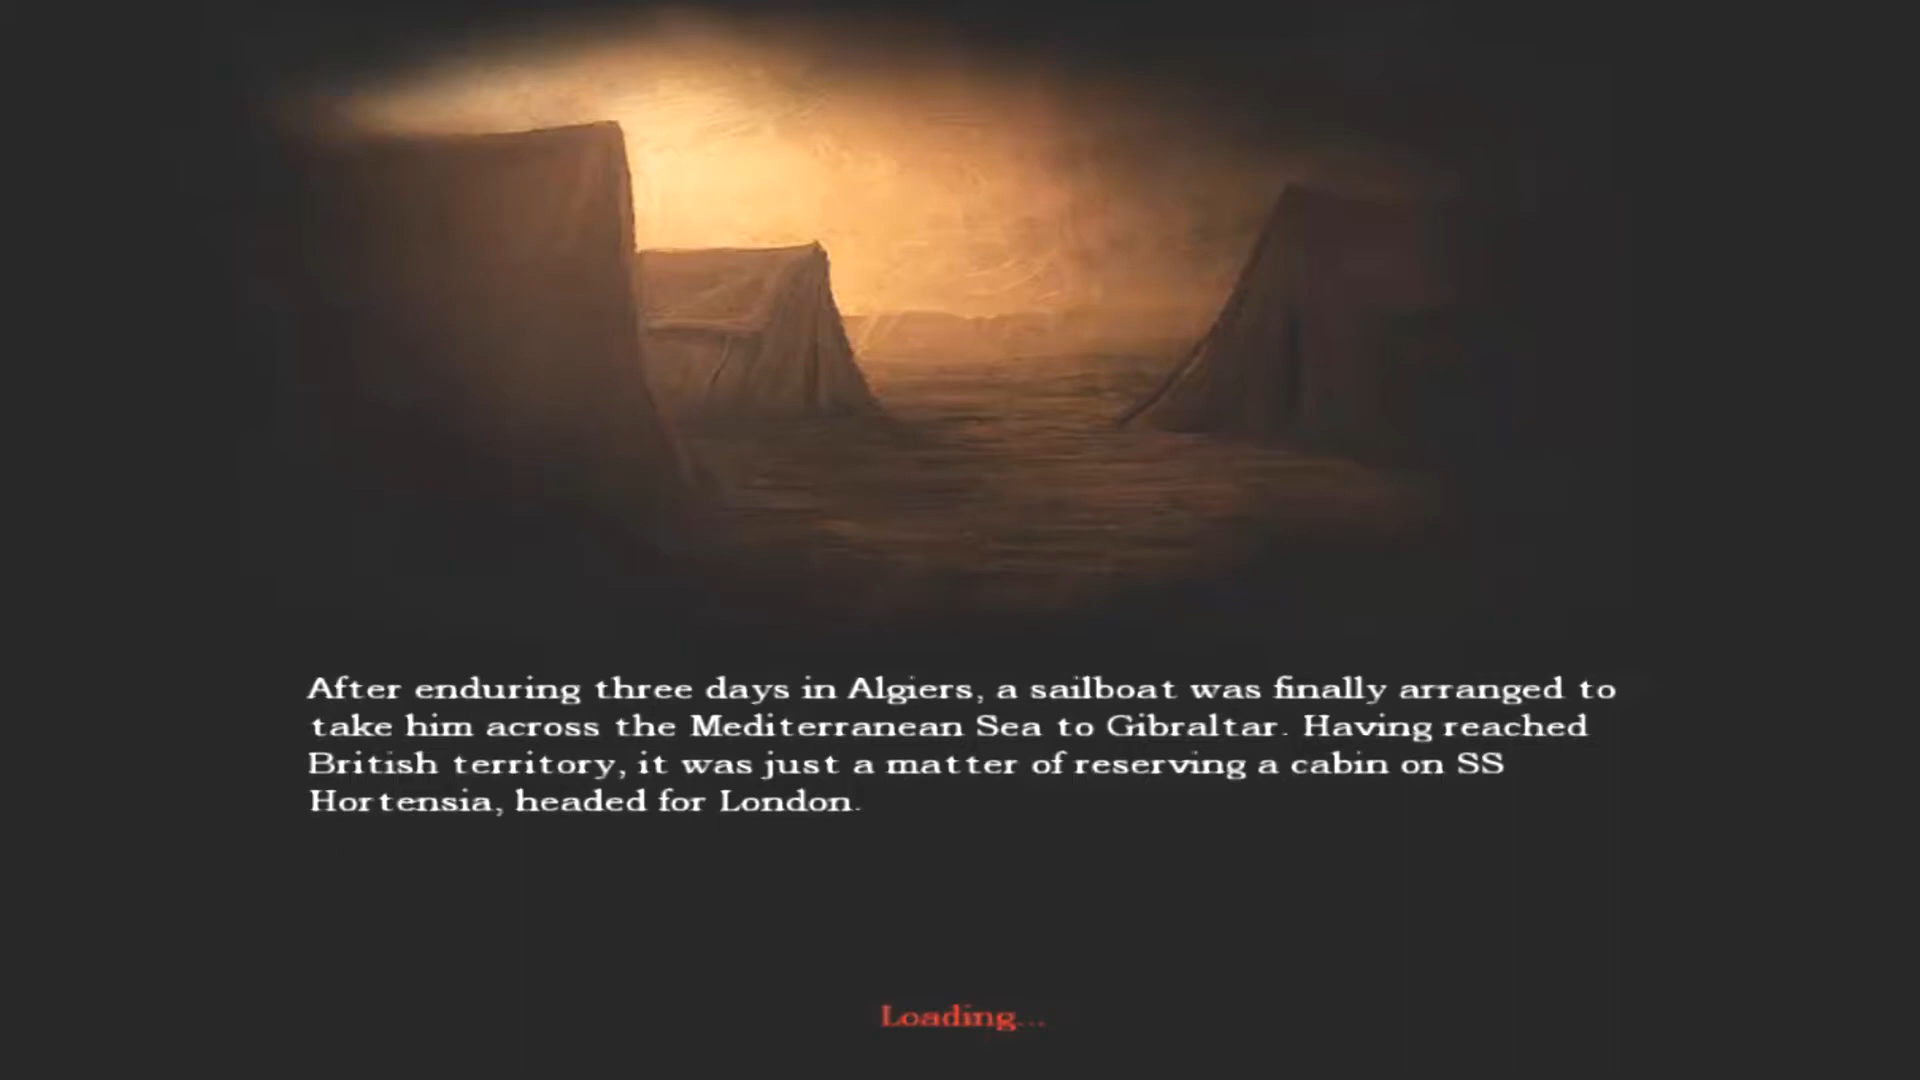 After enduring three days in Algiers, a sailboat was finally arranged to
take him across the Mediterranean Sea to Gibraltar. Having reached
British territory, it was just a matter of reserving a cabin on SS
Hortensia, headed for London.
Loading...